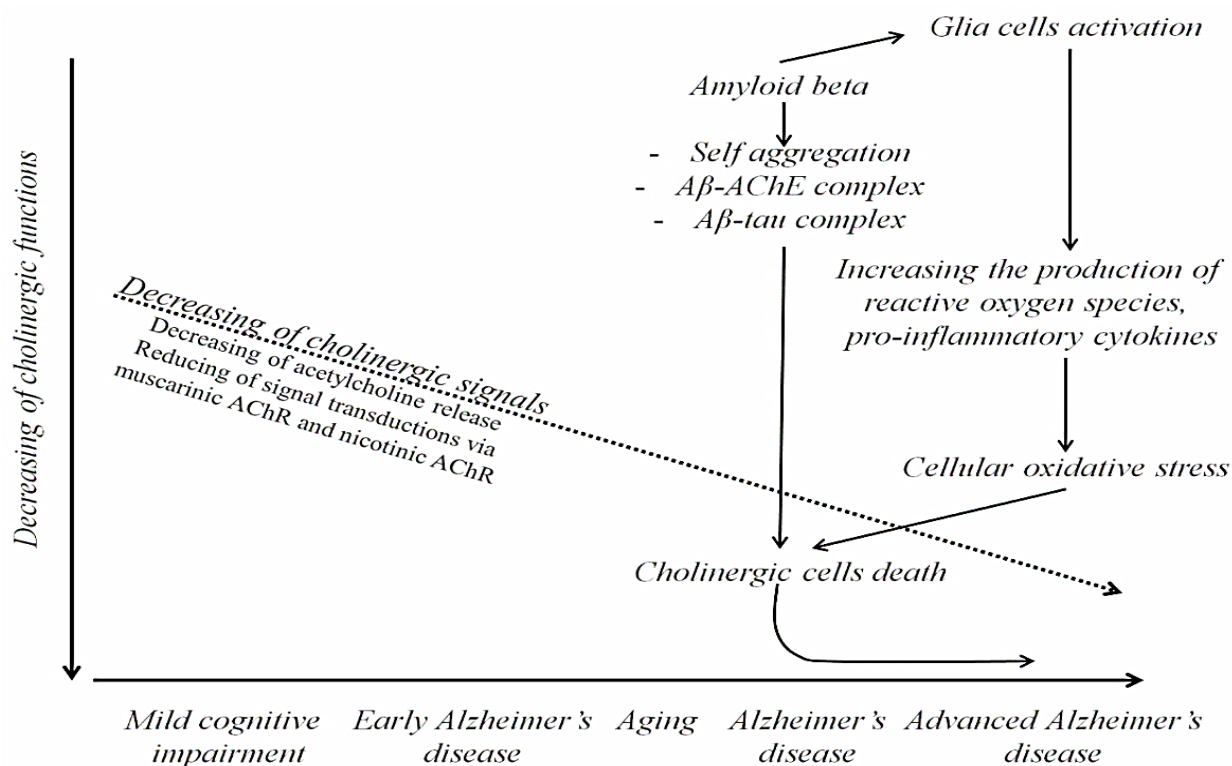 Glia cells activation
Amyloid beta
- Self aggregation
- Aβ-AChE complex
- Aβ-tau complex
Increasing the production of
reactive oxygen species,
pro-inflammatory cytokines
Cellular oxidative stress
Cholinergic cells death
Decreasing of cholinergic functions
Decreasing of cholinergic signals
Decreasing of acetylcholine release
Reducing of signal transductions via
muscarinic AChR and nicotinic AChR
Mild cognitive
impairment
Early Alzheimer's
disease
Aging
Alzheimer's
disease
Advanced Alzheimer's
disease